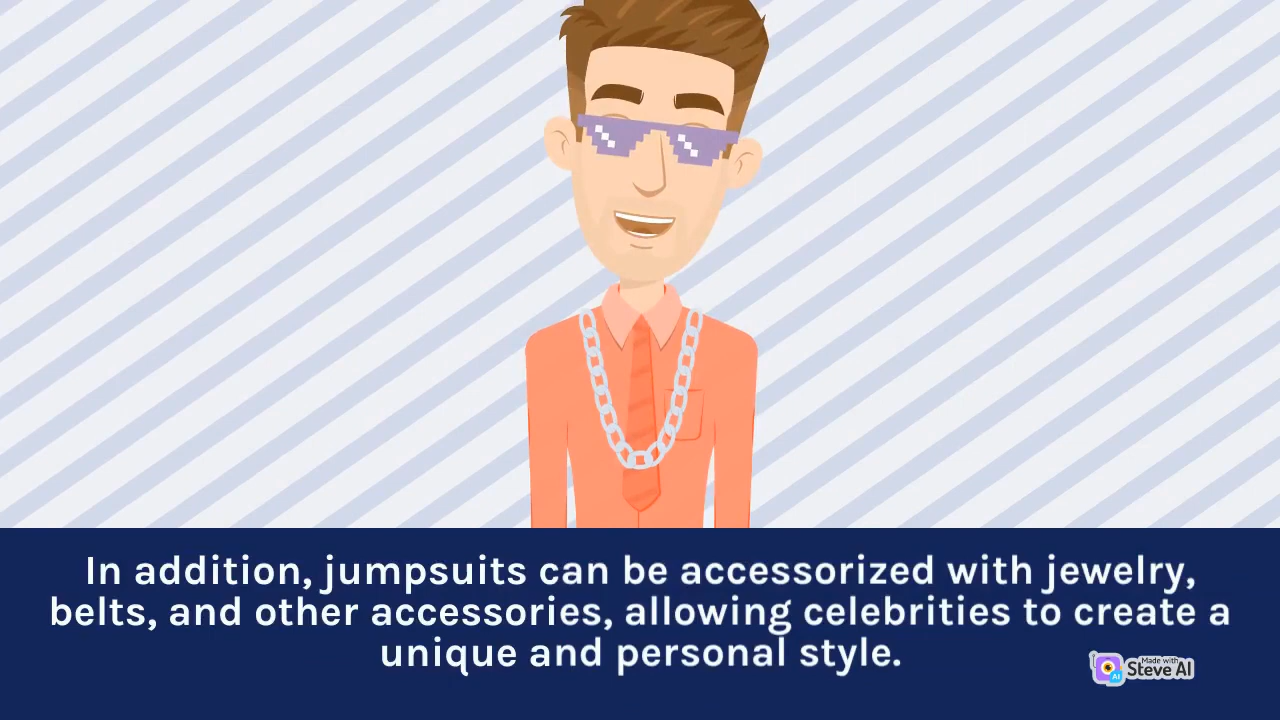 In addition, jumpsuits can be accessorized with jewelry,
belts, and other accessories, allowing celebrities to create a
unique and personal style.
Made with
Steve AI
AI